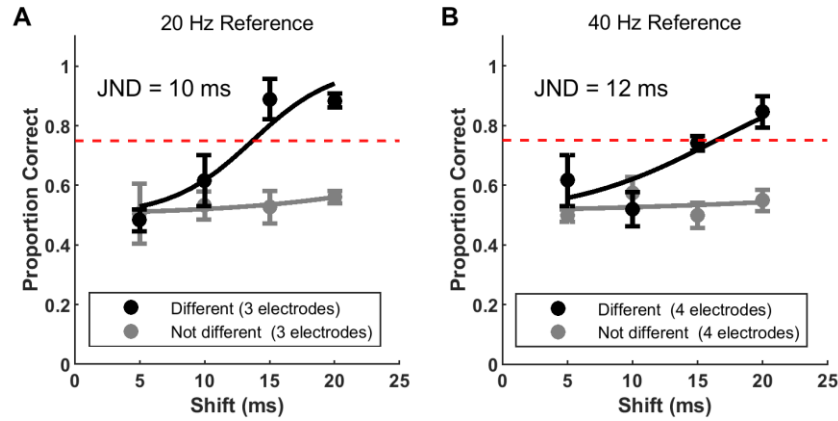 A
20 Hz Reference
JND = 10 ms
Proportion Correct
1
0.8
0.6
0.4
0.2
0
Different (3 electrodes)
Not different (3 electrodes)
0 5 10 15 20 25
Shift (ms)
B
40 Hz Reference
JND = 12 ms
Proportion Correct
1
0.8
0.6
0.4
0.2
0
Different (4 electrodes)
Not different (4 electrodes)
0 5 10 15 20 25
Shift (ms)